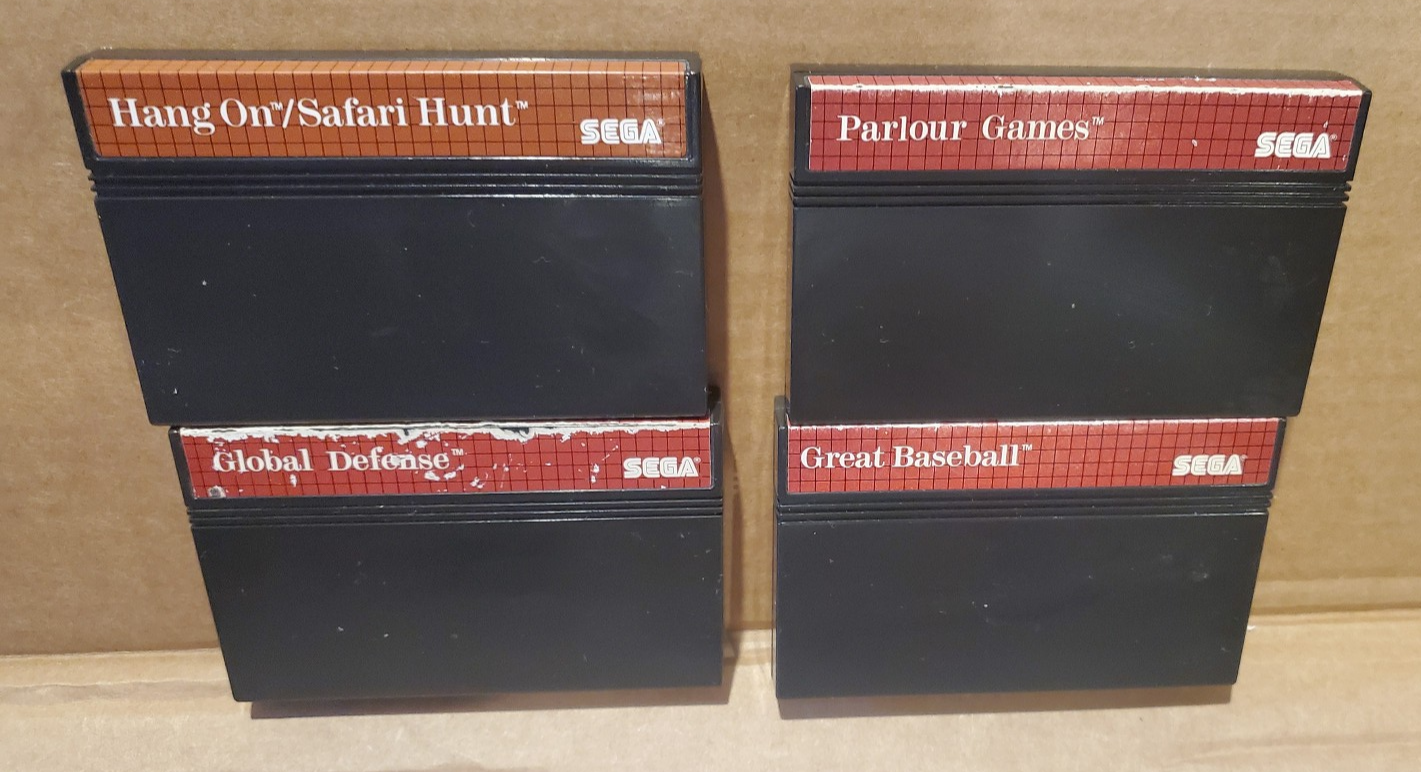 Hang On™/Safari Hunt™
SEGA®
Parlour Games™
SEGA®
Global Defense™
SEGA®
Great Baseball™
SEGA®